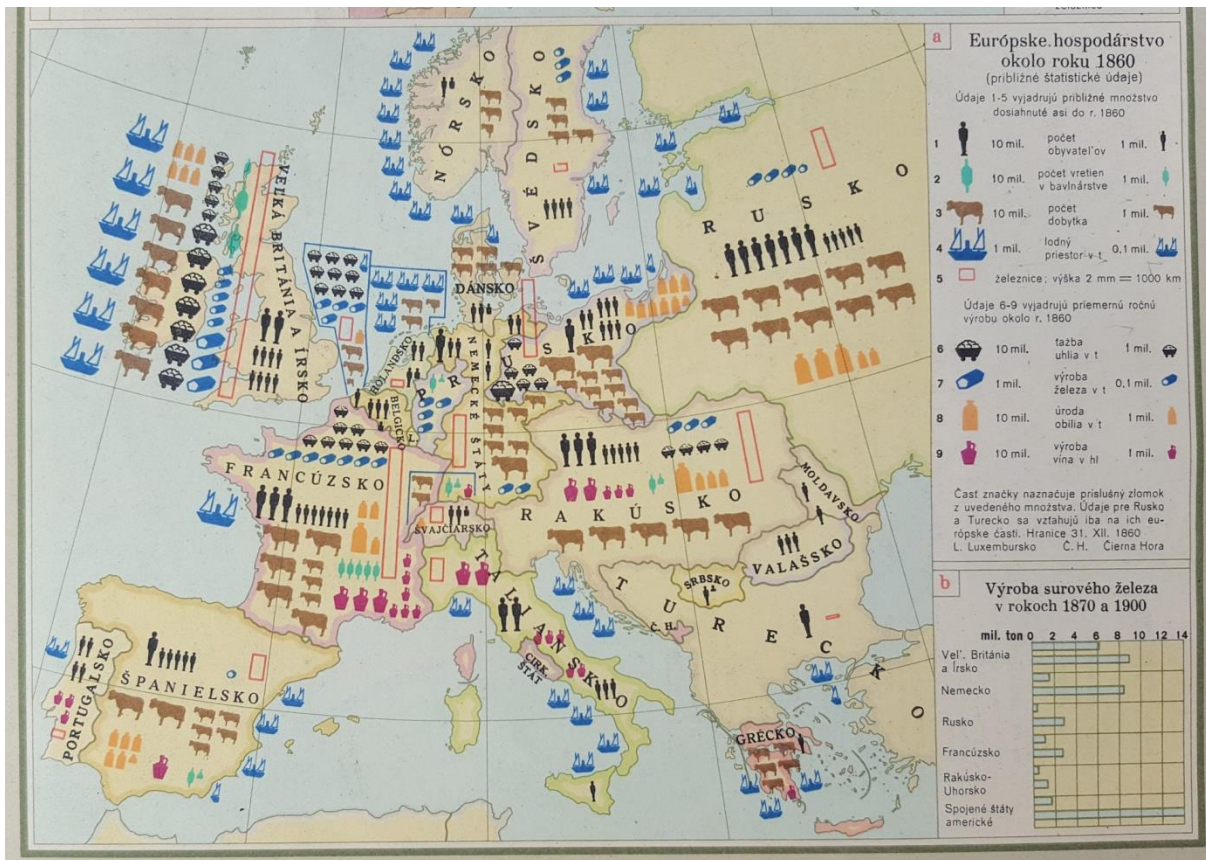 NÓRSKO
ŠVÉDSKO
RUSKO
VEĽKÁ BRITÁNIA A ÍRSKO
DÁNSKO
HOLANDSKO
BELGICKO
L.
PRUSKO
NEMECKÉ ŠTÁTY
FRANCÚZSKO
ŠVAJČIARSKO
RAKÚSKO
MOLDAVSKO
VALAŠSKO
SRBSKO
Č.H.
TURECKO
TALIANSKO
CIRK.
ŠTÁT
PORTUGALSKO
ŠPANIELSKO
GRÉCKO
a
Európske hospodárstvo
okolo roku 1860
(približné štatistické údaje)
Údaje 1-5 vyjadrujú približné množstvo
dosiahnuté asi do r. 1860
1 10 mil. počet obyvateľov 1 mil.
2 10 mil. počet vretien v bavlnárstve 1 mil.
3 10 mil. počet dobytka 1 mil.
4 1 mil. lodný priestor v t 0,1 mil.
5 železnice; výška 2 mm = 1000 km
Údaje 6-9 vyjadrujú priemernú ročnú
výrobu okolo r. 1860
6 10 mil. ťažba uhlia v t 1 mil.
7 1 mil. výroba železa v t 0,1 mil.
8 10 mil. úroda obilia v t 1 mil.
9 10 mil. výroba vína v hl 1 mil.
Časť značky naznačuje príslušný zlomok
z uvedeného množstva. Údaje pre Rusko
a Turecko sa vzťahujú iba na ich eu-
rópske časti. Hranice 31. XII. 1860
L. Luxembursko Č. H. Čierna Hora
b
Výroba surového železa
v rokoch 1870 a 1900
mil. ton 0 2 4 6 8 10 12 14
Veľ. Británia
a Írsko
Nemecko
Rusko
Francúzsko
Rakúsko-
Uhorsko
Spojené štáty
americké